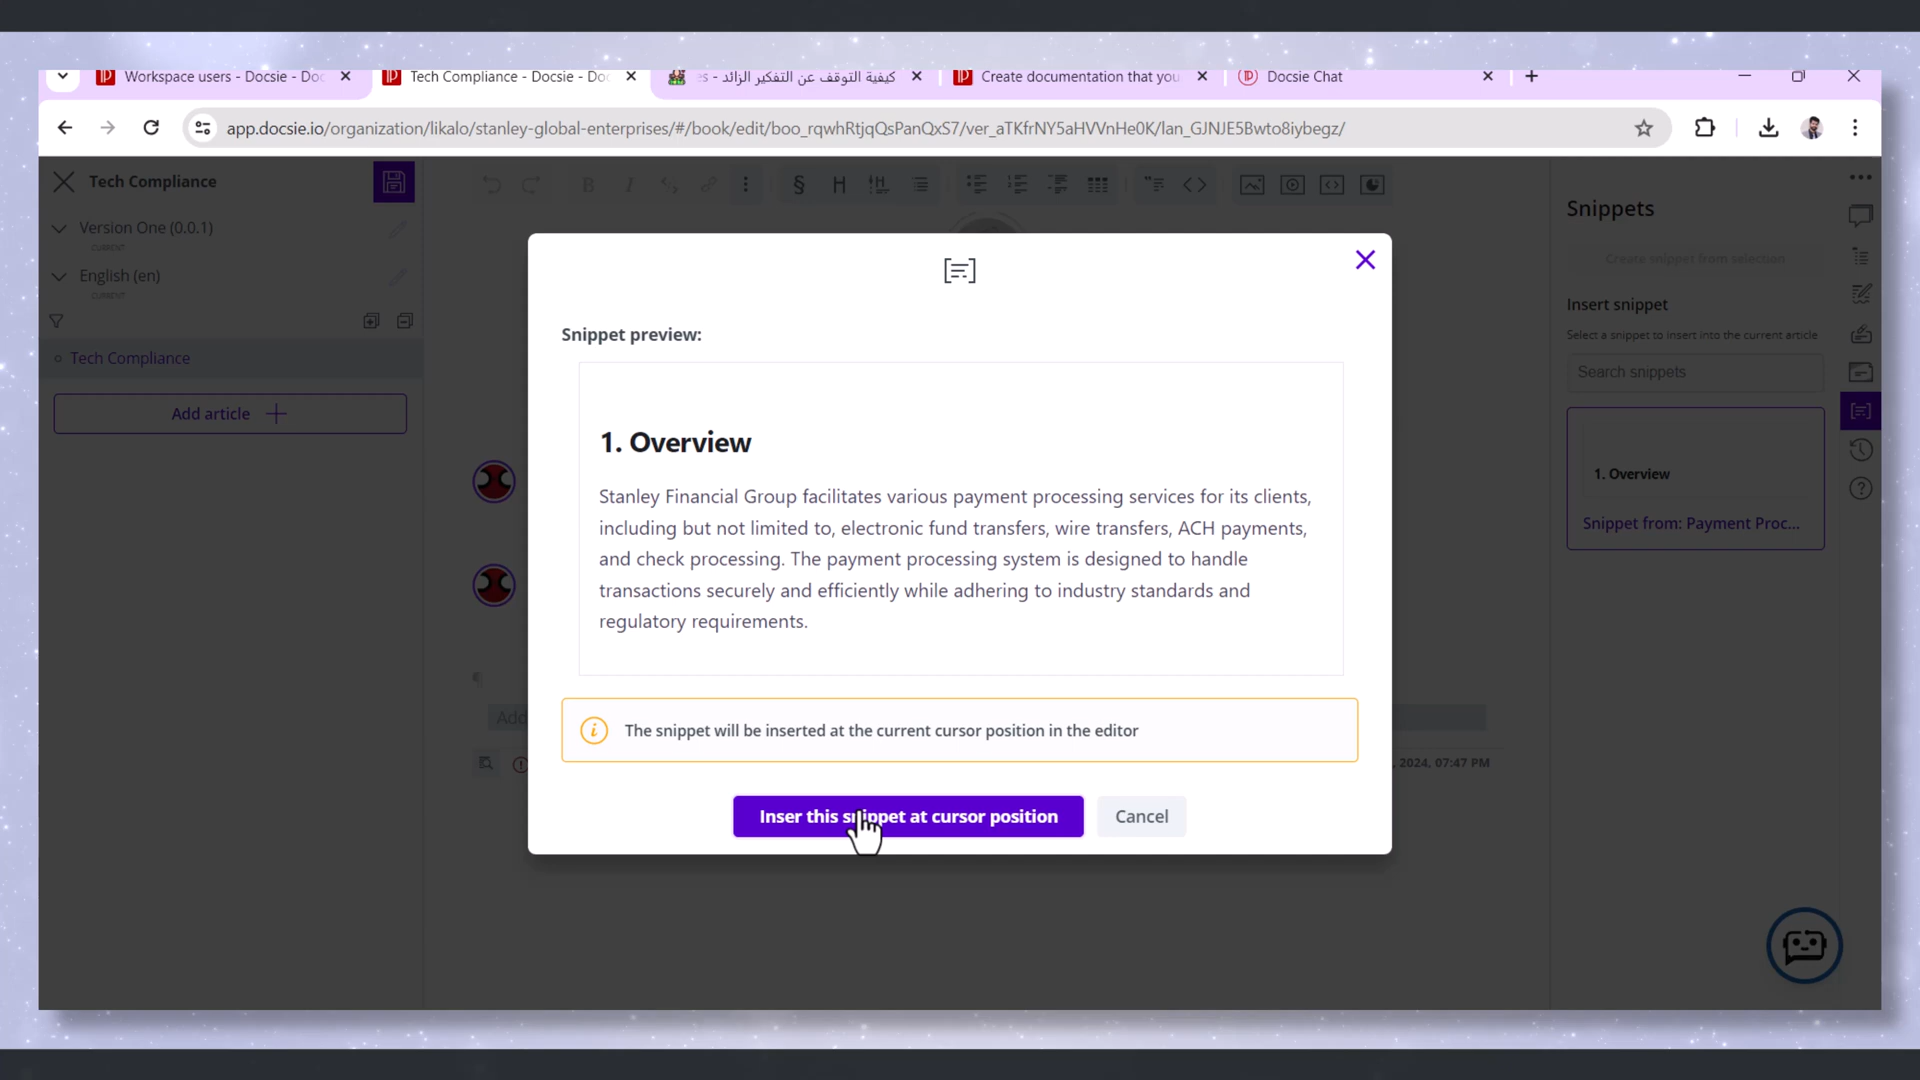 Workspace users - Docsie - Doc
Tech Compliance - Docsie - Doc
كيفية التوقف عن التفكير الزائد - es
Create documentation that you
Docsie Chat
app.docsie.io/organization/likalo/stanley-global-enterprises/#/book/edit/boo_rqwhRtjqQsPanQxS7/ver_aTKfrNY5aHVVnHe0K/lan_GJNJE5Bwto8iybegz/
Tech Compliance
Version One (0.0.1)
CURRENT
English (en)
CURRENT
Tech Compliance
Add article
Snippet preview:
1. Overview
Stanley Financial Group facilitates various payment processing services for its clients,
including but not limited to, electronic fund transfers, wire transfers, ACH payments,
and check processing. The payment processing system is designed to handle
transactions securely and efficiently while adhering to industry standards and
regulatory requirements.
The snippet will be inserted at the current cursor position in the editor
Inser this snippet at cursor position
Cancel
Add
, 2024, 07:47 PM
Snippets
Create snippet from selection
Insert snippet
Select a snippet to insert into the current article
Search snippets
1. Overview
Snippet from: Payment Proc...